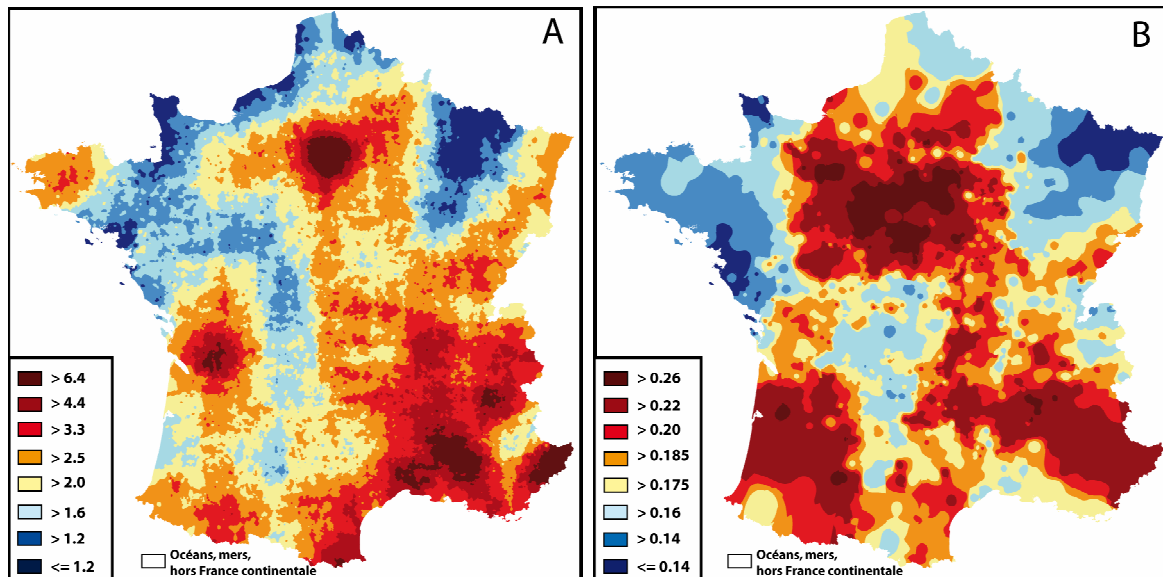 A
> 6.4
> 4.4
> 3.3
> 2.5
> 2.0
> 1.6
> 1.2
<= 1.2
Océans, mers,
hors France continentale
B
> 0.26
> 0.22
> 0.20
> 0.185
> 0.175
> 0.16
> 0.14
<= 0.14
Océans, mers,
hors France continentale